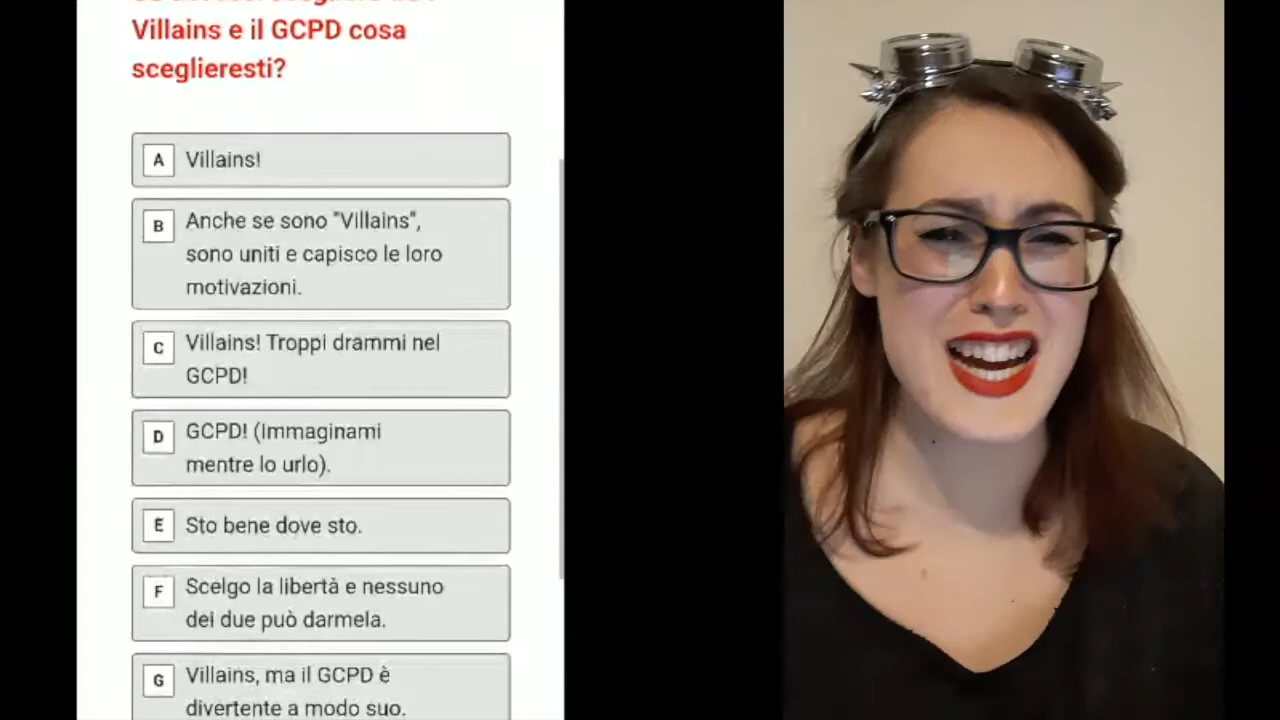 Villains e il GCPD cosa
sceglieresti?
A Villains!
B Anche se sono "Villains",
sono uniti e capisco le loro
motivazioni.
C Villains! Troppi drammi nel
GCPD!
D GCPD! (Immaginami
mentre lo urlo).
E Sto bene dove sto.
F Scelgo la libertà e nessuno
dei due può darmela.
G Villains, ma il GCPD è
divertente a modo suo.